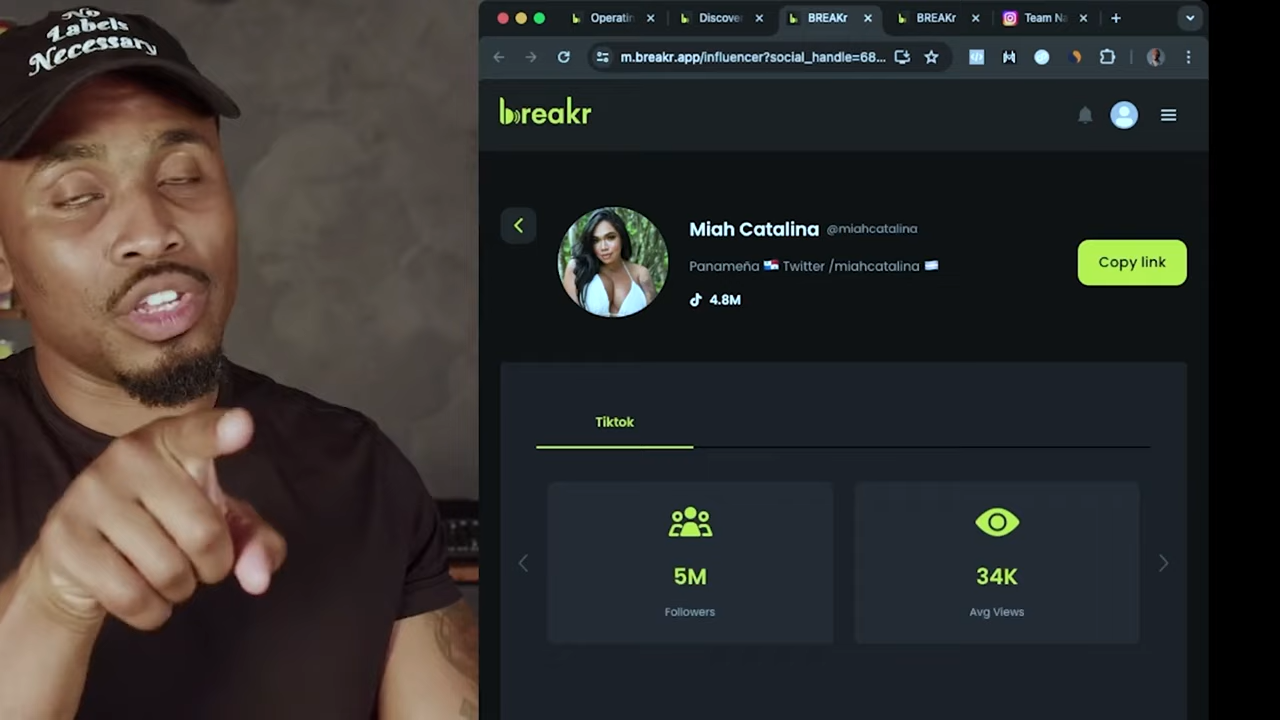 No
Labels
Necessary
Operatin
Discove
BREAKr
BREAKr
Team Na
m.breakr.app/influencer?social_handle=68...
breakr
Miah Catalina @miahcatalina
Panameña 🇵🇦 Twitter /miahcatalina
4.8M
Copy link
Tiktok
5M
34K
Followers
Avg Views